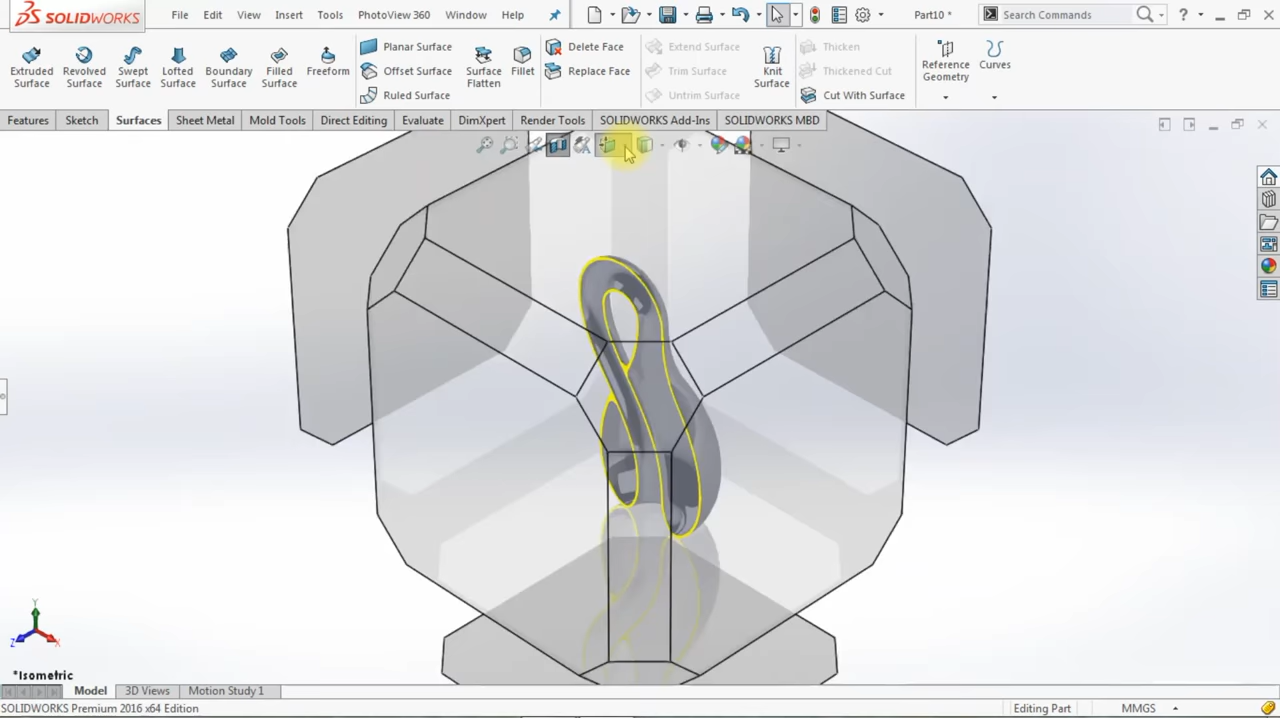 SOLIDWORKS File Edit View Insert Tools PhotoView 360 Window Help Part10 * Search Commands ?
Extruded Surface Revolved Surface Swept Surface Lofted Surface Boundary Surface Filled Surface Freeform
Planar Surface
Offset Surface
Ruled Surface
Surface Flatten Fillet
Delete Face
Replace Face
Extend Surface
Trim Surface
Untrim Surface
Knit Surface
Thicken
Thickened Cut
Cut With Surface
Reference Geometry Curves
Features Sketch Surfaces Sheet Metal Mold Tools Direct Editing Evaluate DimXpert Render Tools SOLIDWORKS Add-Ins SOLIDWORKS MBD
Y
Z X
*Isometric
Model 3D Views Motion Study 1
SOLIDWORKS Premium 2016 x64 Edition Editing Part MMGS